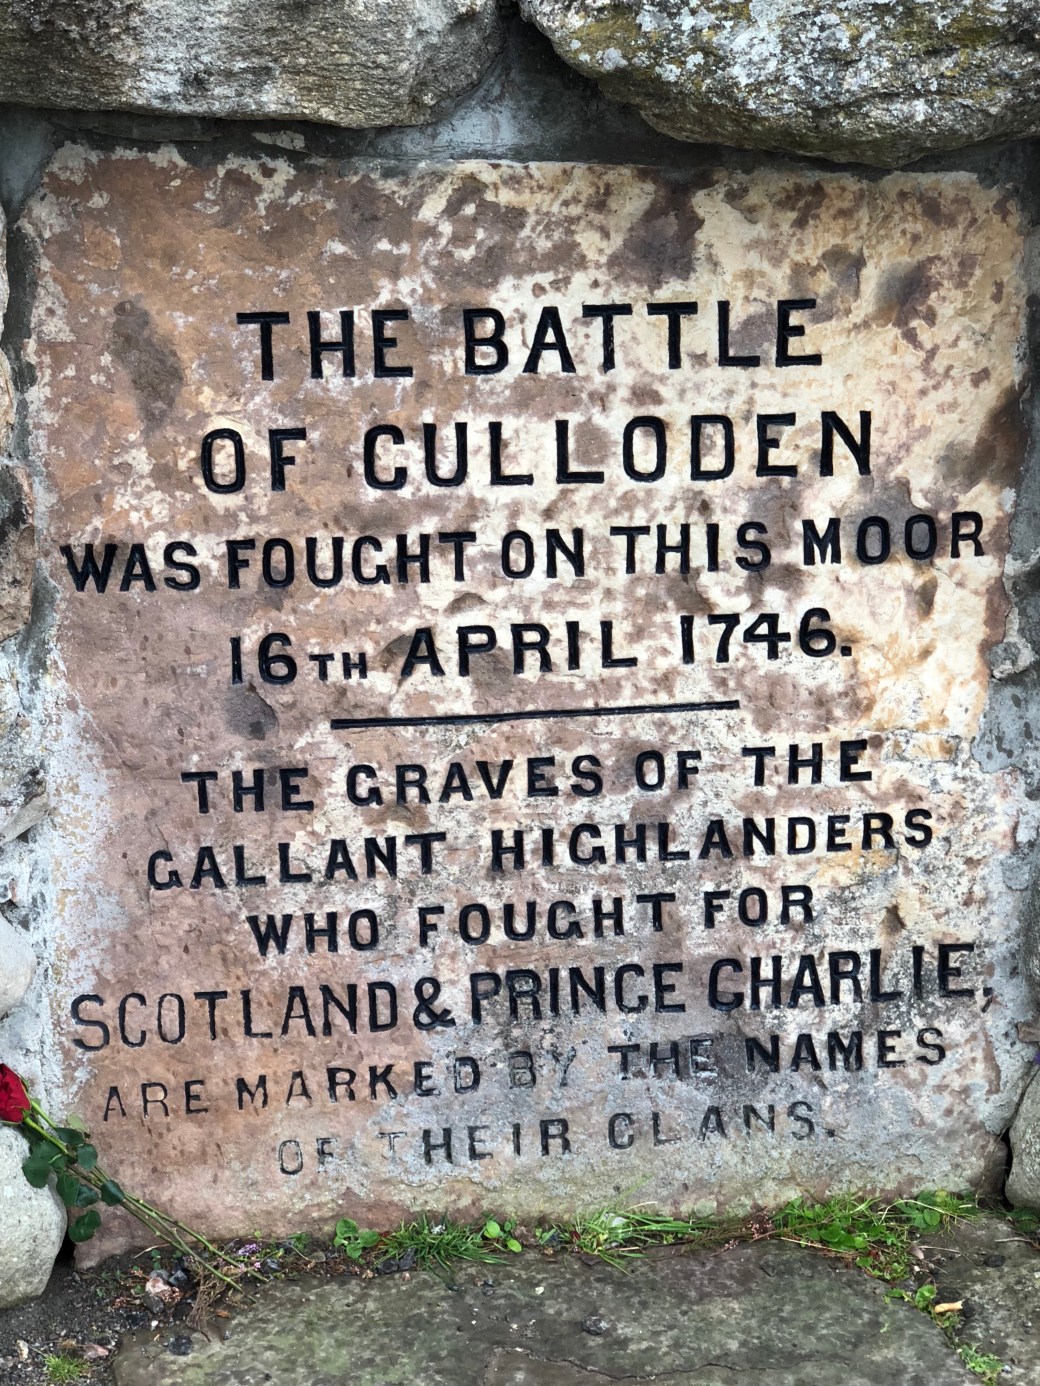 THE BATTLE
OF CULLODEN
WAS FOUGHT ON THIS MOOR
16TH APRIL 1746.
THE GRAVES OF THE
GALLANT HIGHLANDERS
WHO FOUGHT FOR
SCOTLAND & PRINCE CHARLIE,
ARE MARKED BY THE NAMES
OF THEIR CLANS.